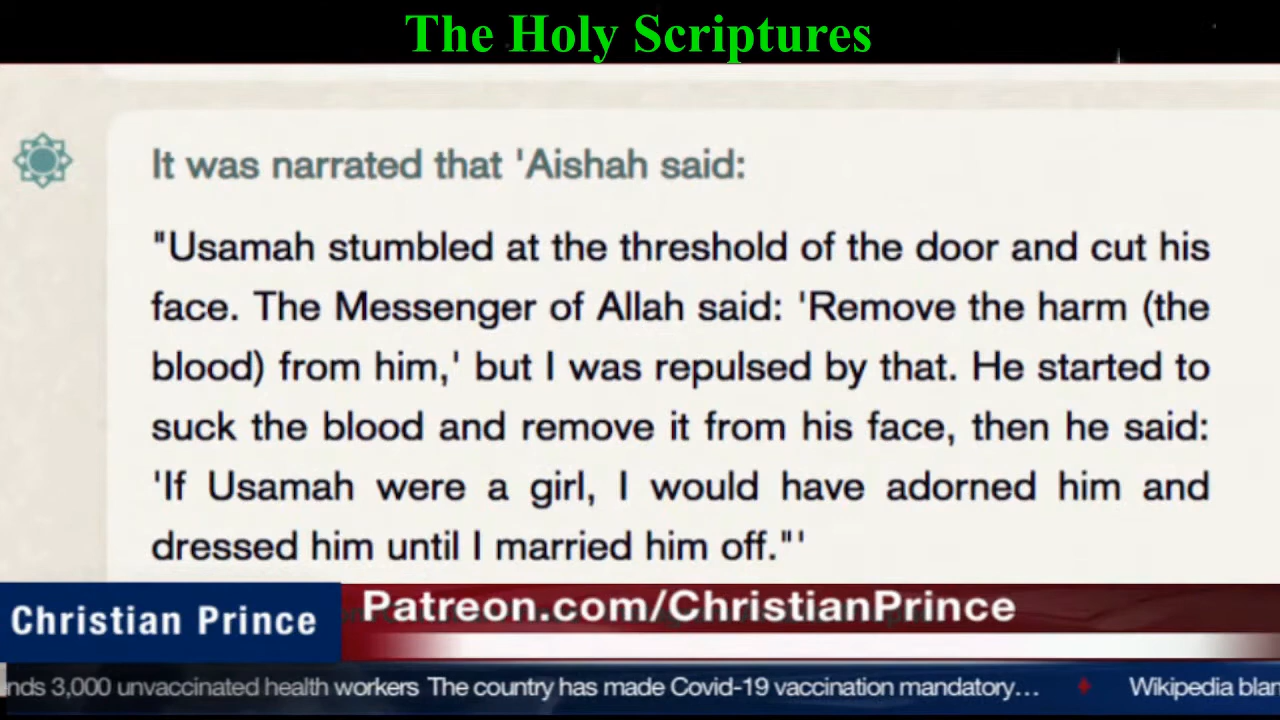 The Holy Scriptures
It was narrated that 'Aishah said:
"Usamah stumbled at the threshold of the door and cut his
face. The Messenger of Allah said: 'Remove the harm (the
blood) from him,' but I was repulsed by that. He started to
suck the blood and remove it from his face, then he said:
'If Usamah were a girl, I would have adorned him and
dressed him until I married him off."'
Christian Prince
Patreon.com/ChristianPrince
nds 3,000 unvaccinated health workers The country has made Covid-19 vaccination mandatory... Wikipedia blan